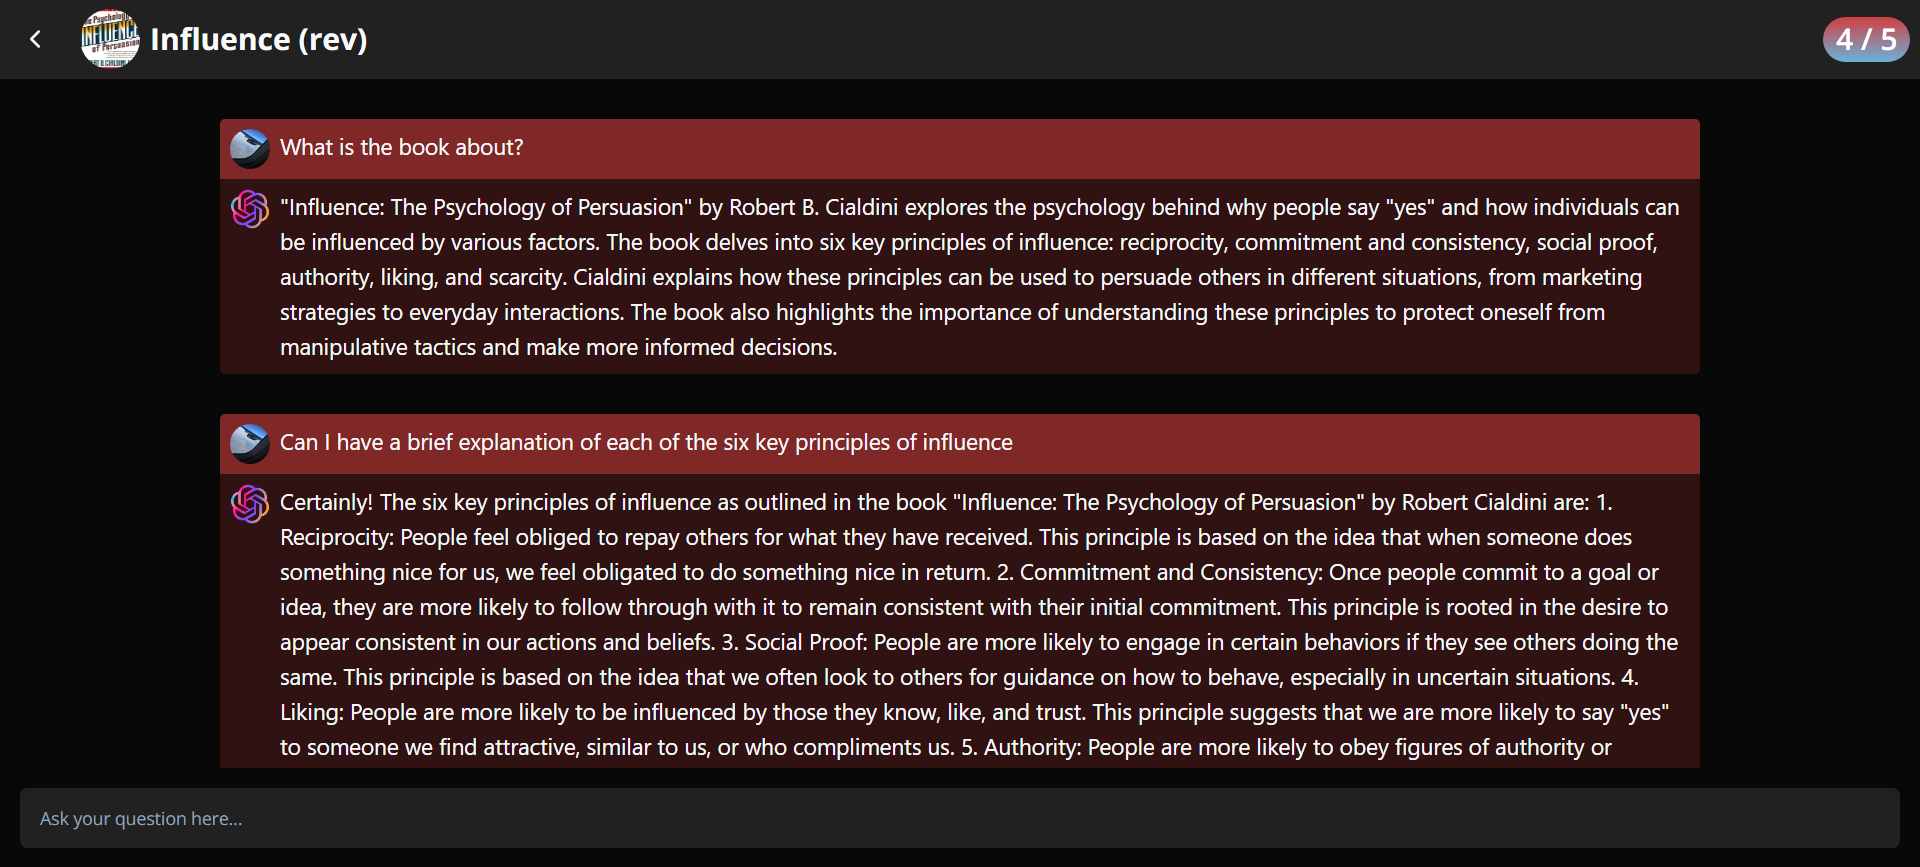 The Psychology
INFLUENCE
of Persuasion
Influence (rev)
4 / 5
What is the book about?
"Influence: The Psychology of Persuasion" by Robert B. Cialdini explores the psychology behind why people say "yes" and how individuals can
be influenced by various factors. The book delves into six key principles of influence: reciprocity, commitment and consistency, social proof,
authority, liking, and scarcity. Cialdini explains how these principles can be used to persuade others in different situations, from marketing
strategies to everyday interactions. The book also highlights the importance of understanding these principles to protect oneself from
manipulative tactics and make more informed decisions.
Can I have a brief explanation of each of the six key principles of influence
Certainly! The six key principles of influence as outlined in the book "Influence: The Psychology of Persuasion" by Robert Cialdini are: 1.
Reciprocity: People feel obliged to repay others for what they have received. This principle is based on the idea that when someone does
something nice for us, we feel obligated to do something nice in return. 2. Commitment and Consistency: Once people commit to a goal or
idea, they are more likely to follow through with it to remain consistent with their initial commitment. This principle is rooted in the desire to
appear consistent in our actions and beliefs. 3. Social Proof: People are more likely to engage in certain behaviors if they see others doing the
same. This principle is based on the idea that we often look to others for guidance on how to behave, especially in uncertain situations. 4.
Liking: People are more likely to be influenced by those they know, like, and trust. This principle suggests that we are more likely to say "yes"
to someone we find attractive, similar to us, or who compliments us. 5. Authority: People are more likely to obey figures of authority or
Ask your question here...